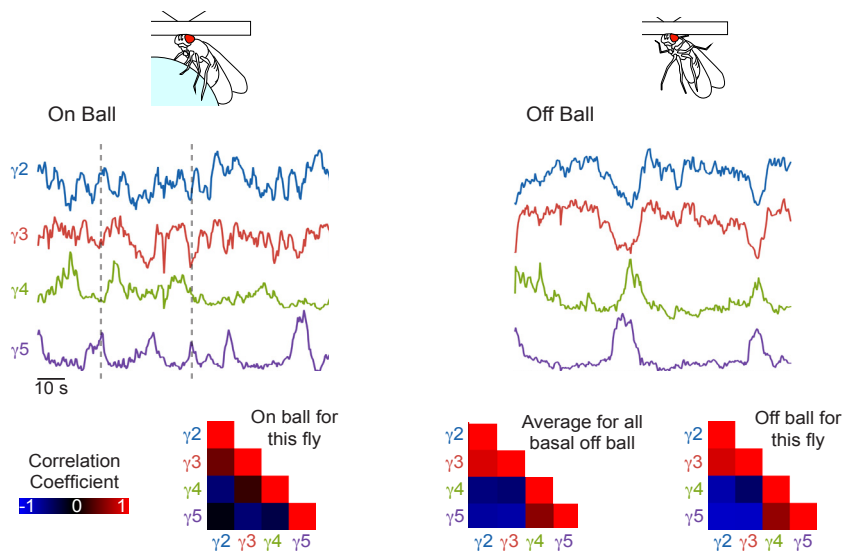 On Ball
Off Ball
γ2
γ3
γ4
γ5
10 s
On ball for
this fly
Average for all
basal off ball
Off ball for
this fly
Correlation
Coefficient
-1 0 1
γ2
γ3
γ4
γ5
γ2 γ3 γ4 γ5
γ2
γ3
γ4
γ5
γ2 γ3 γ4 γ5
γ2
γ3
γ4
γ5
γ2 γ3 γ4 γ5